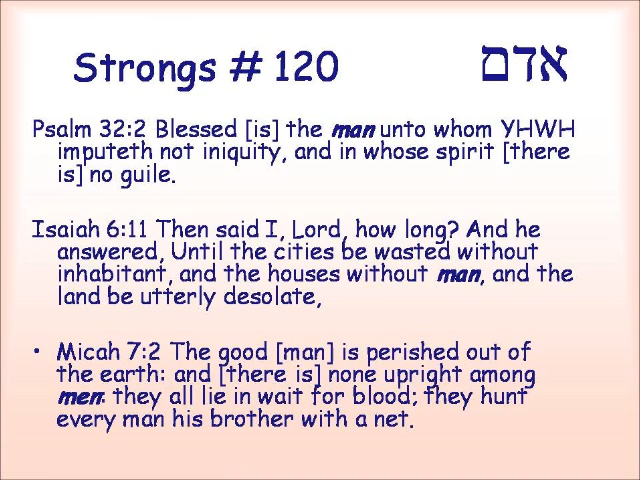 Strongs # 120 אדם
Psalm 32:2 Blessed [is] the man unto whom YHWH
imputeth not iniquity, and in whose spirit [there
is] no guile.
Isaiah 6:11 Then said I, Lord, how long? And he
answered, Until the cities be wasted without
inhabitant, and the houses without man, and the
land be utterly desolate,
• Micah 7:2 The good [man] is perished out of
the earth: and [there is] none upright among
men: they all lie in wait for blood; they hunt
every man his brother with a net.